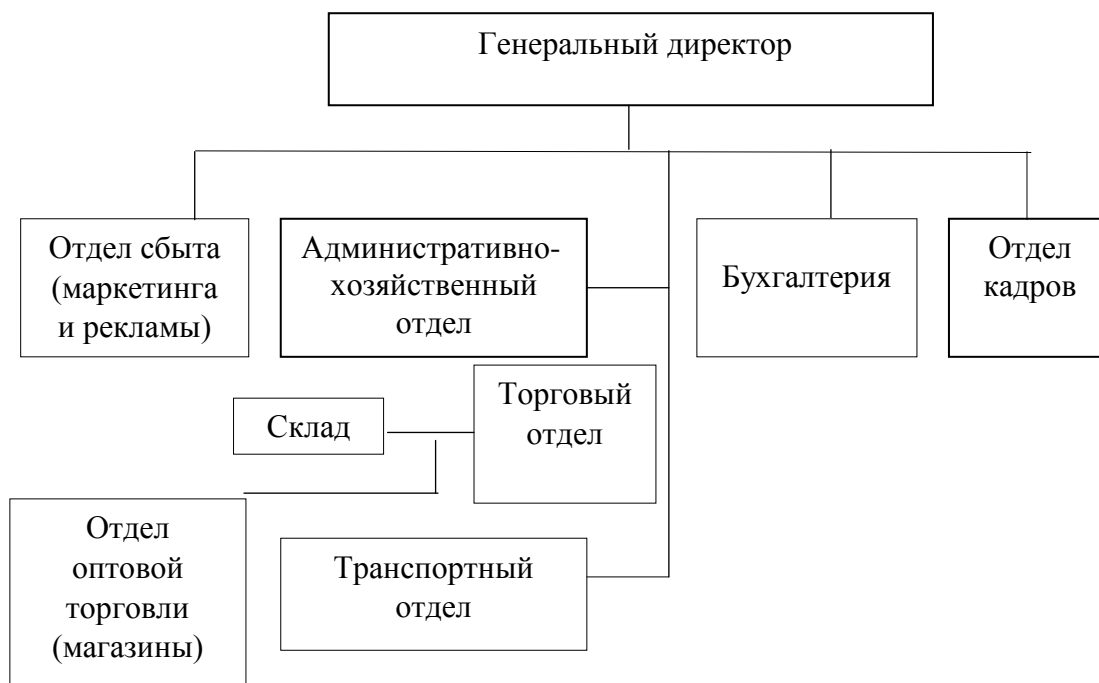 Генеральный директор
Отдел сбыта
(маркетинга
и рекламы)
Административно-
хозяйственный
отдел
Бухгалтерия
Отдел
кадров
Торговый
отдел
Склад
Отдел
оптовой
торговли
(магазины)
Транспортный
отдел